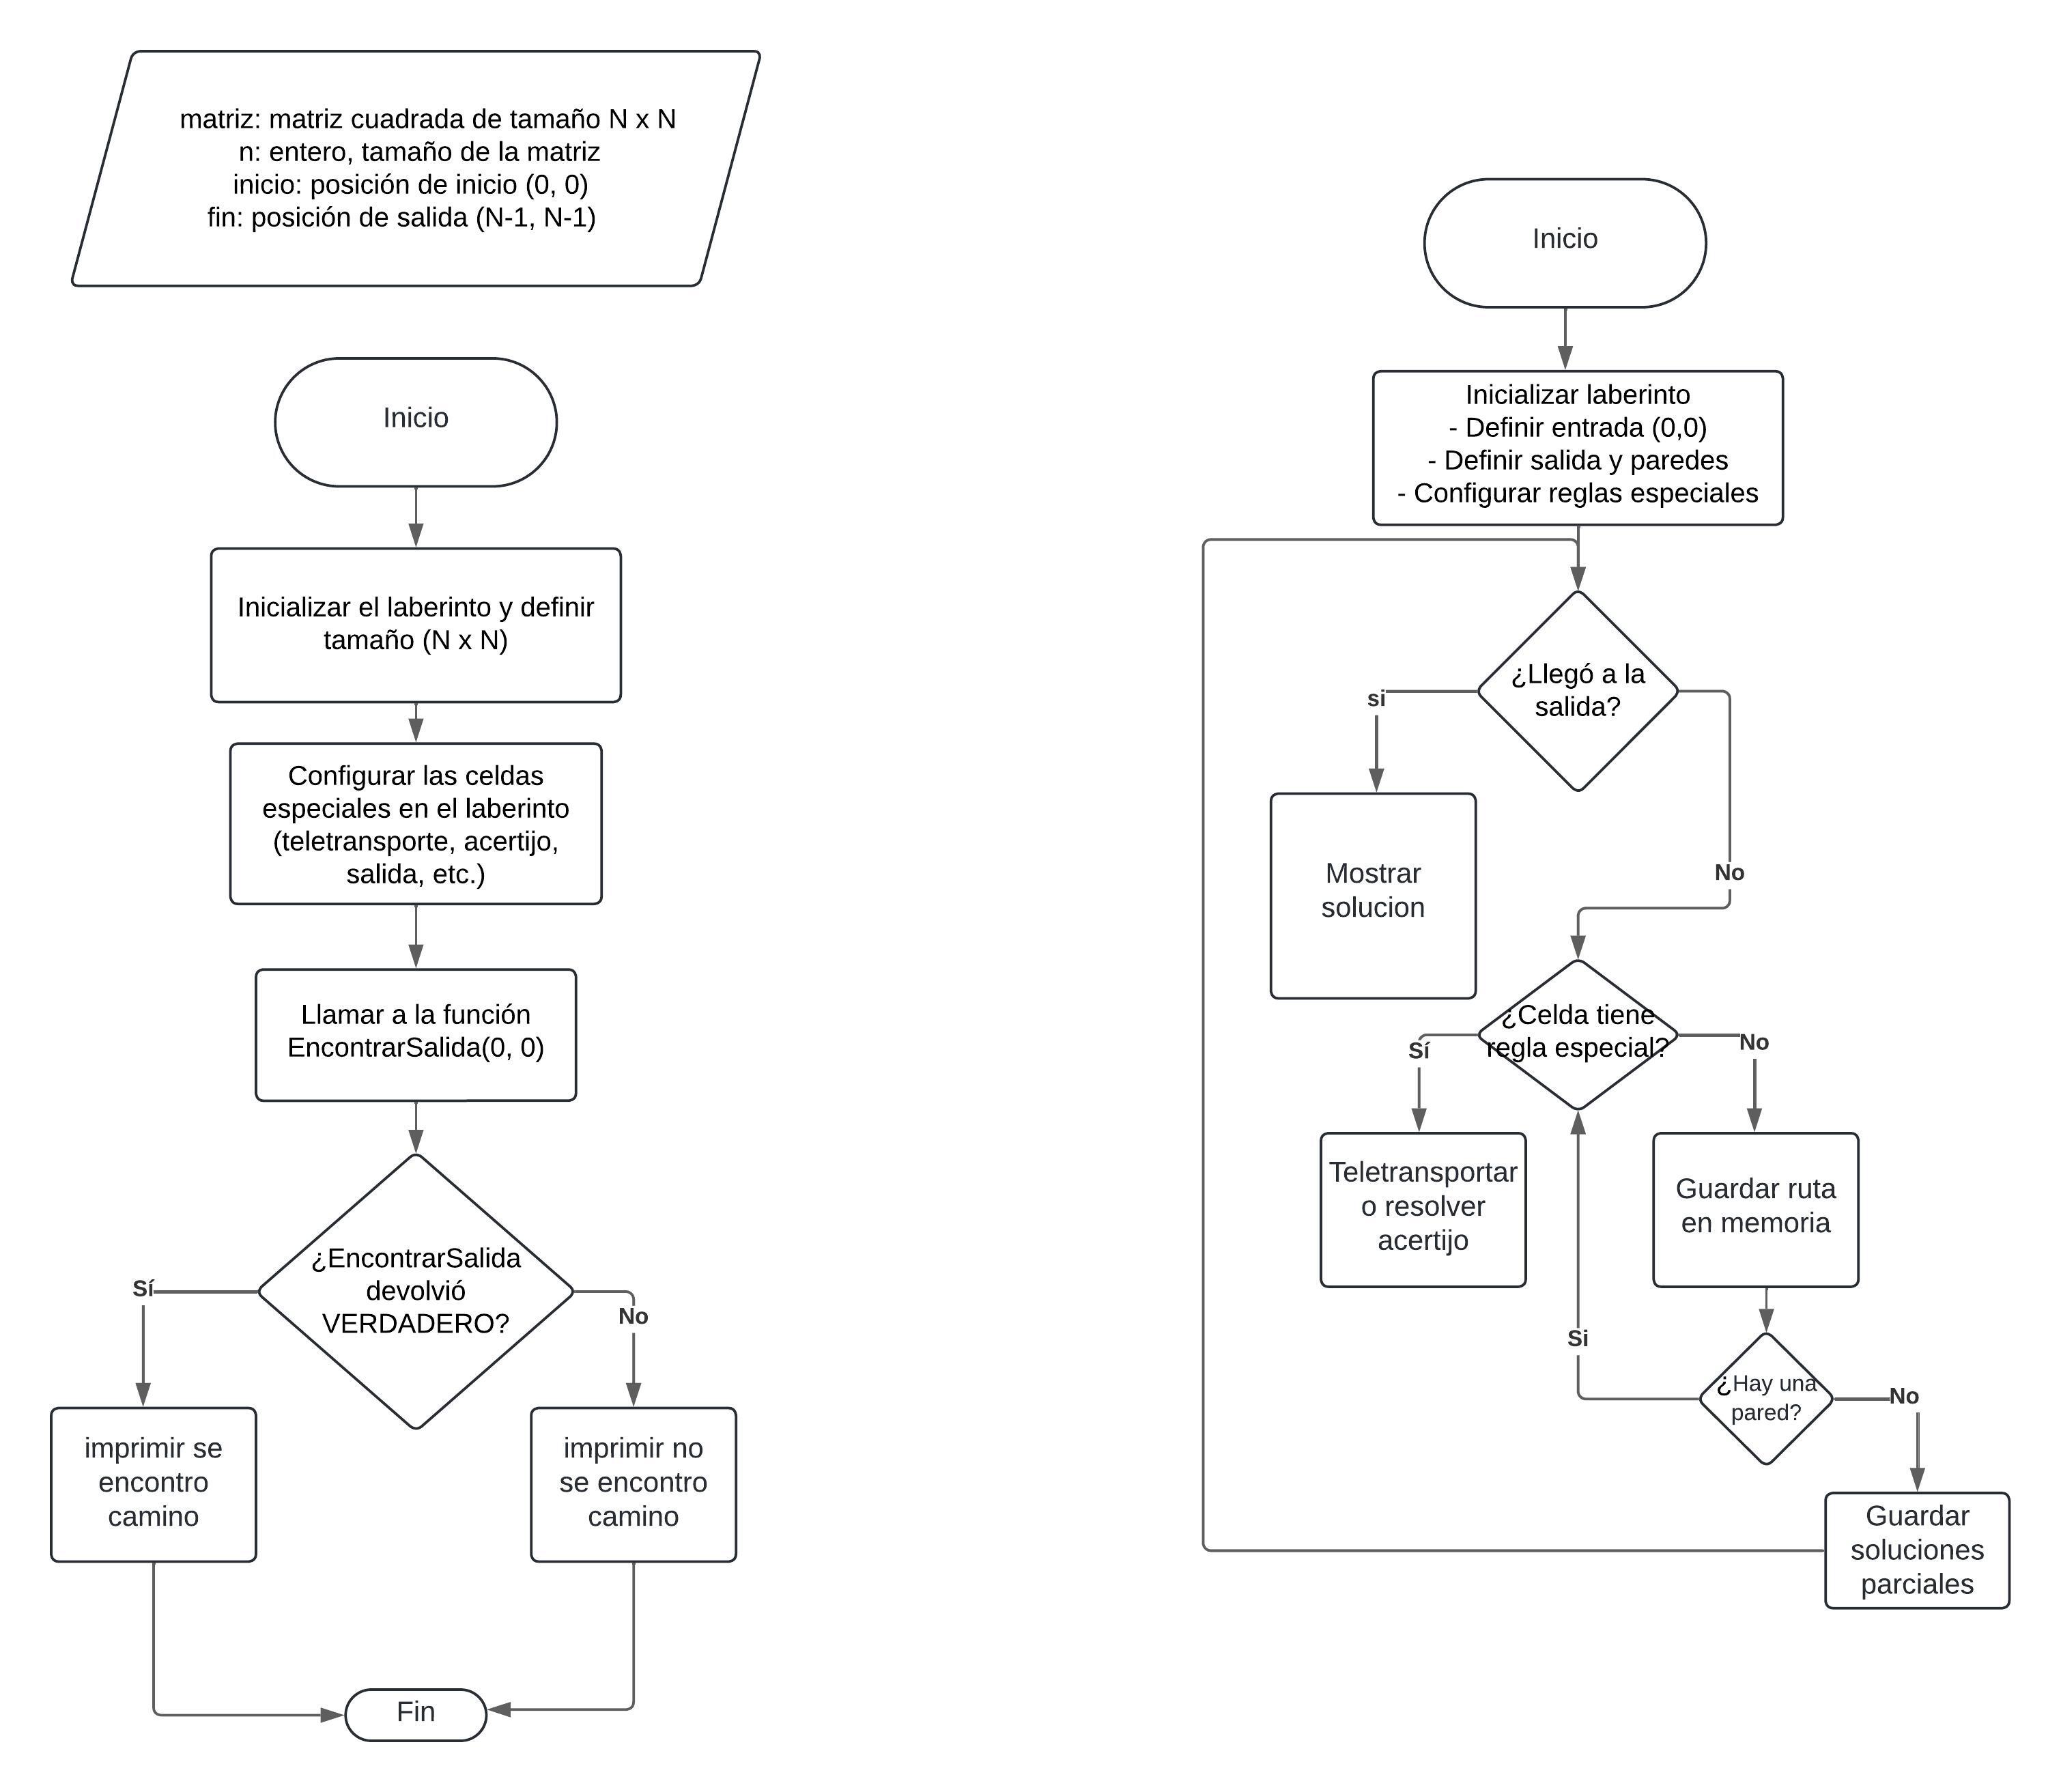 matriz: matriz cuadrada de tamaño N x N
n: entero, tamaño de la matriz
inicio: posición de inicio (0, 0)
fin: posición de salida (N-1, N-1)
Inicio
Inicializar el laberinto y definir
tamaño (N x N)
Configurar las celdas
especiales en el laberinto
(teletransporte, acertijo,
salida, etc.)
Llamar a la función
EncontrarSalida(0, 0)
¿EncontrarSalida
devolvió
VERDADERO?
Sí
No
imprimir se
encontro
camino
imprimir no
se encontro
camino
Fin
Inicio
Inicializar laberinto
- Definir entrada (0,0)
- Definir salida y paredes
- Configurar reglas especiales
¿Llegó a la
salida?
si
No
Mostrar
solucion
¿Celda tiene
regla especial?
Sí
No
Teletransportar
o resolver
acertijo
Guardar ruta
en memoria
Si
¿Hay una
pared?
No
Guardar
soluciones
parciales